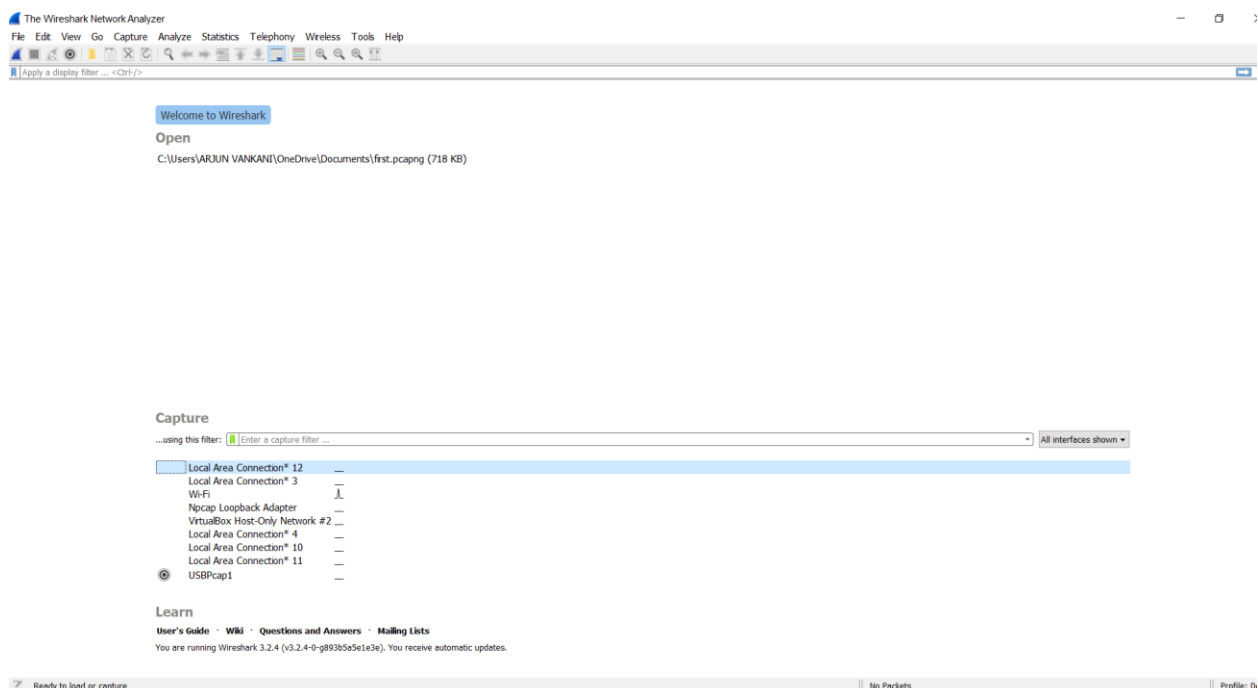 The Wireshark Network Analyzer
File Edit View Go Capture Analyze Statistics Telephony Wireless Tools Help
Apply a display filter ... <Ctrl-/>
Welcome to Wireshark
Open
C:\Users\ARJUN VANKANI\OneDrive\Documents\first.pcapng (718 KB)
Capture
...using this filter: Enter a capture filter ... All interfaces shown
Local Area Connection* 12
Local Area Connection* 3
Wi-Fi
Npcap Loopback Adapter
VirtualBox Host-Only Network #2
Local Area Connection* 4
Local Area Connection* 10
Local Area Connection* 11
USBPcap1
Learn
User's Guide · Wiki · Questions and Answers · Mailing Lists
You are running Wireshark 3.2.4 (v3.2.4-0-g893b5a5e1e3e). You receive automatic updates.
Ready to load or capture No Packets Profile: